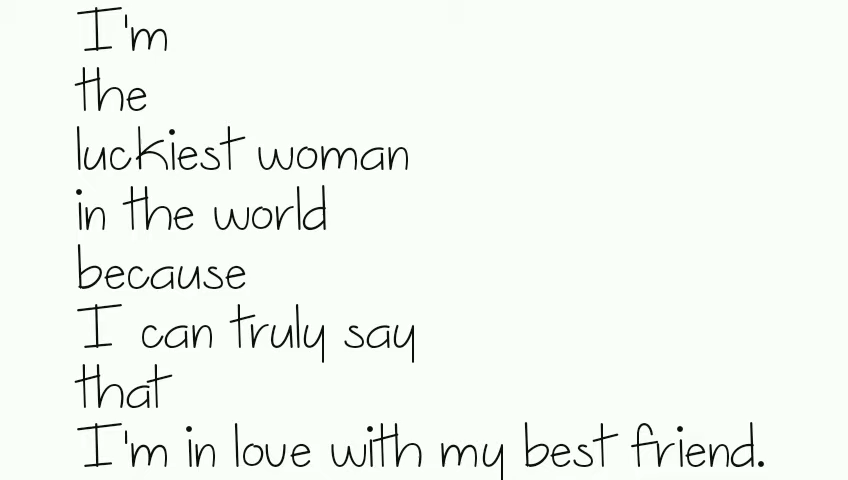 I'm
the
luckiest woman
in the world
because
I can truly say
that
I'm in love with my best friend.